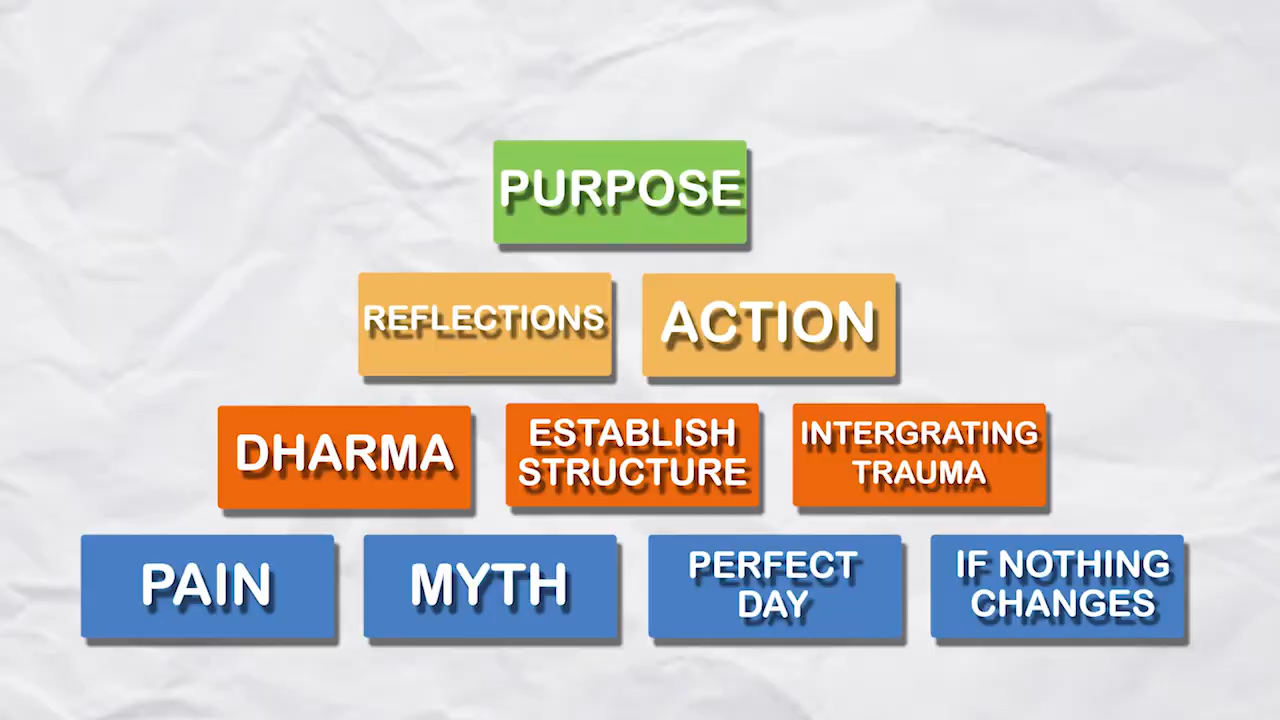 PURPOSE
REFLECTIONS
ACTION
DHARMA
ESTABLISH
STRUCTURE
INTERGRATING
TRAUMA
PAIN
MYTH
PERFECT
DAY
IF NOTHING
CHANGES